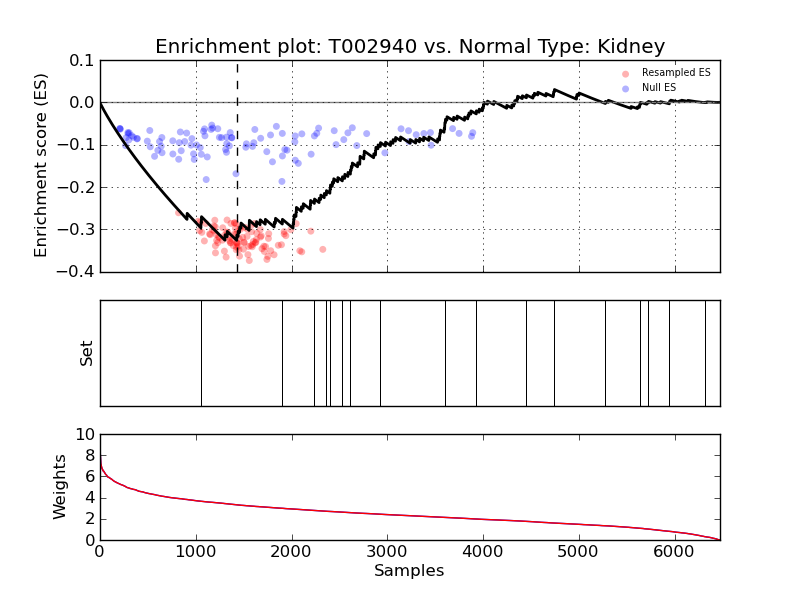 Enrichment plot: T002940 vs. Normal Type: Kidney
Enrichment score (ES)
0.1
0.0
−0.1
−0.2
−0.3
−0.4
Resampled ES
Null ES
Set
Weights
10
8
6
4
2
0
0 1000 2000 3000 4000 5000 6000
Samples